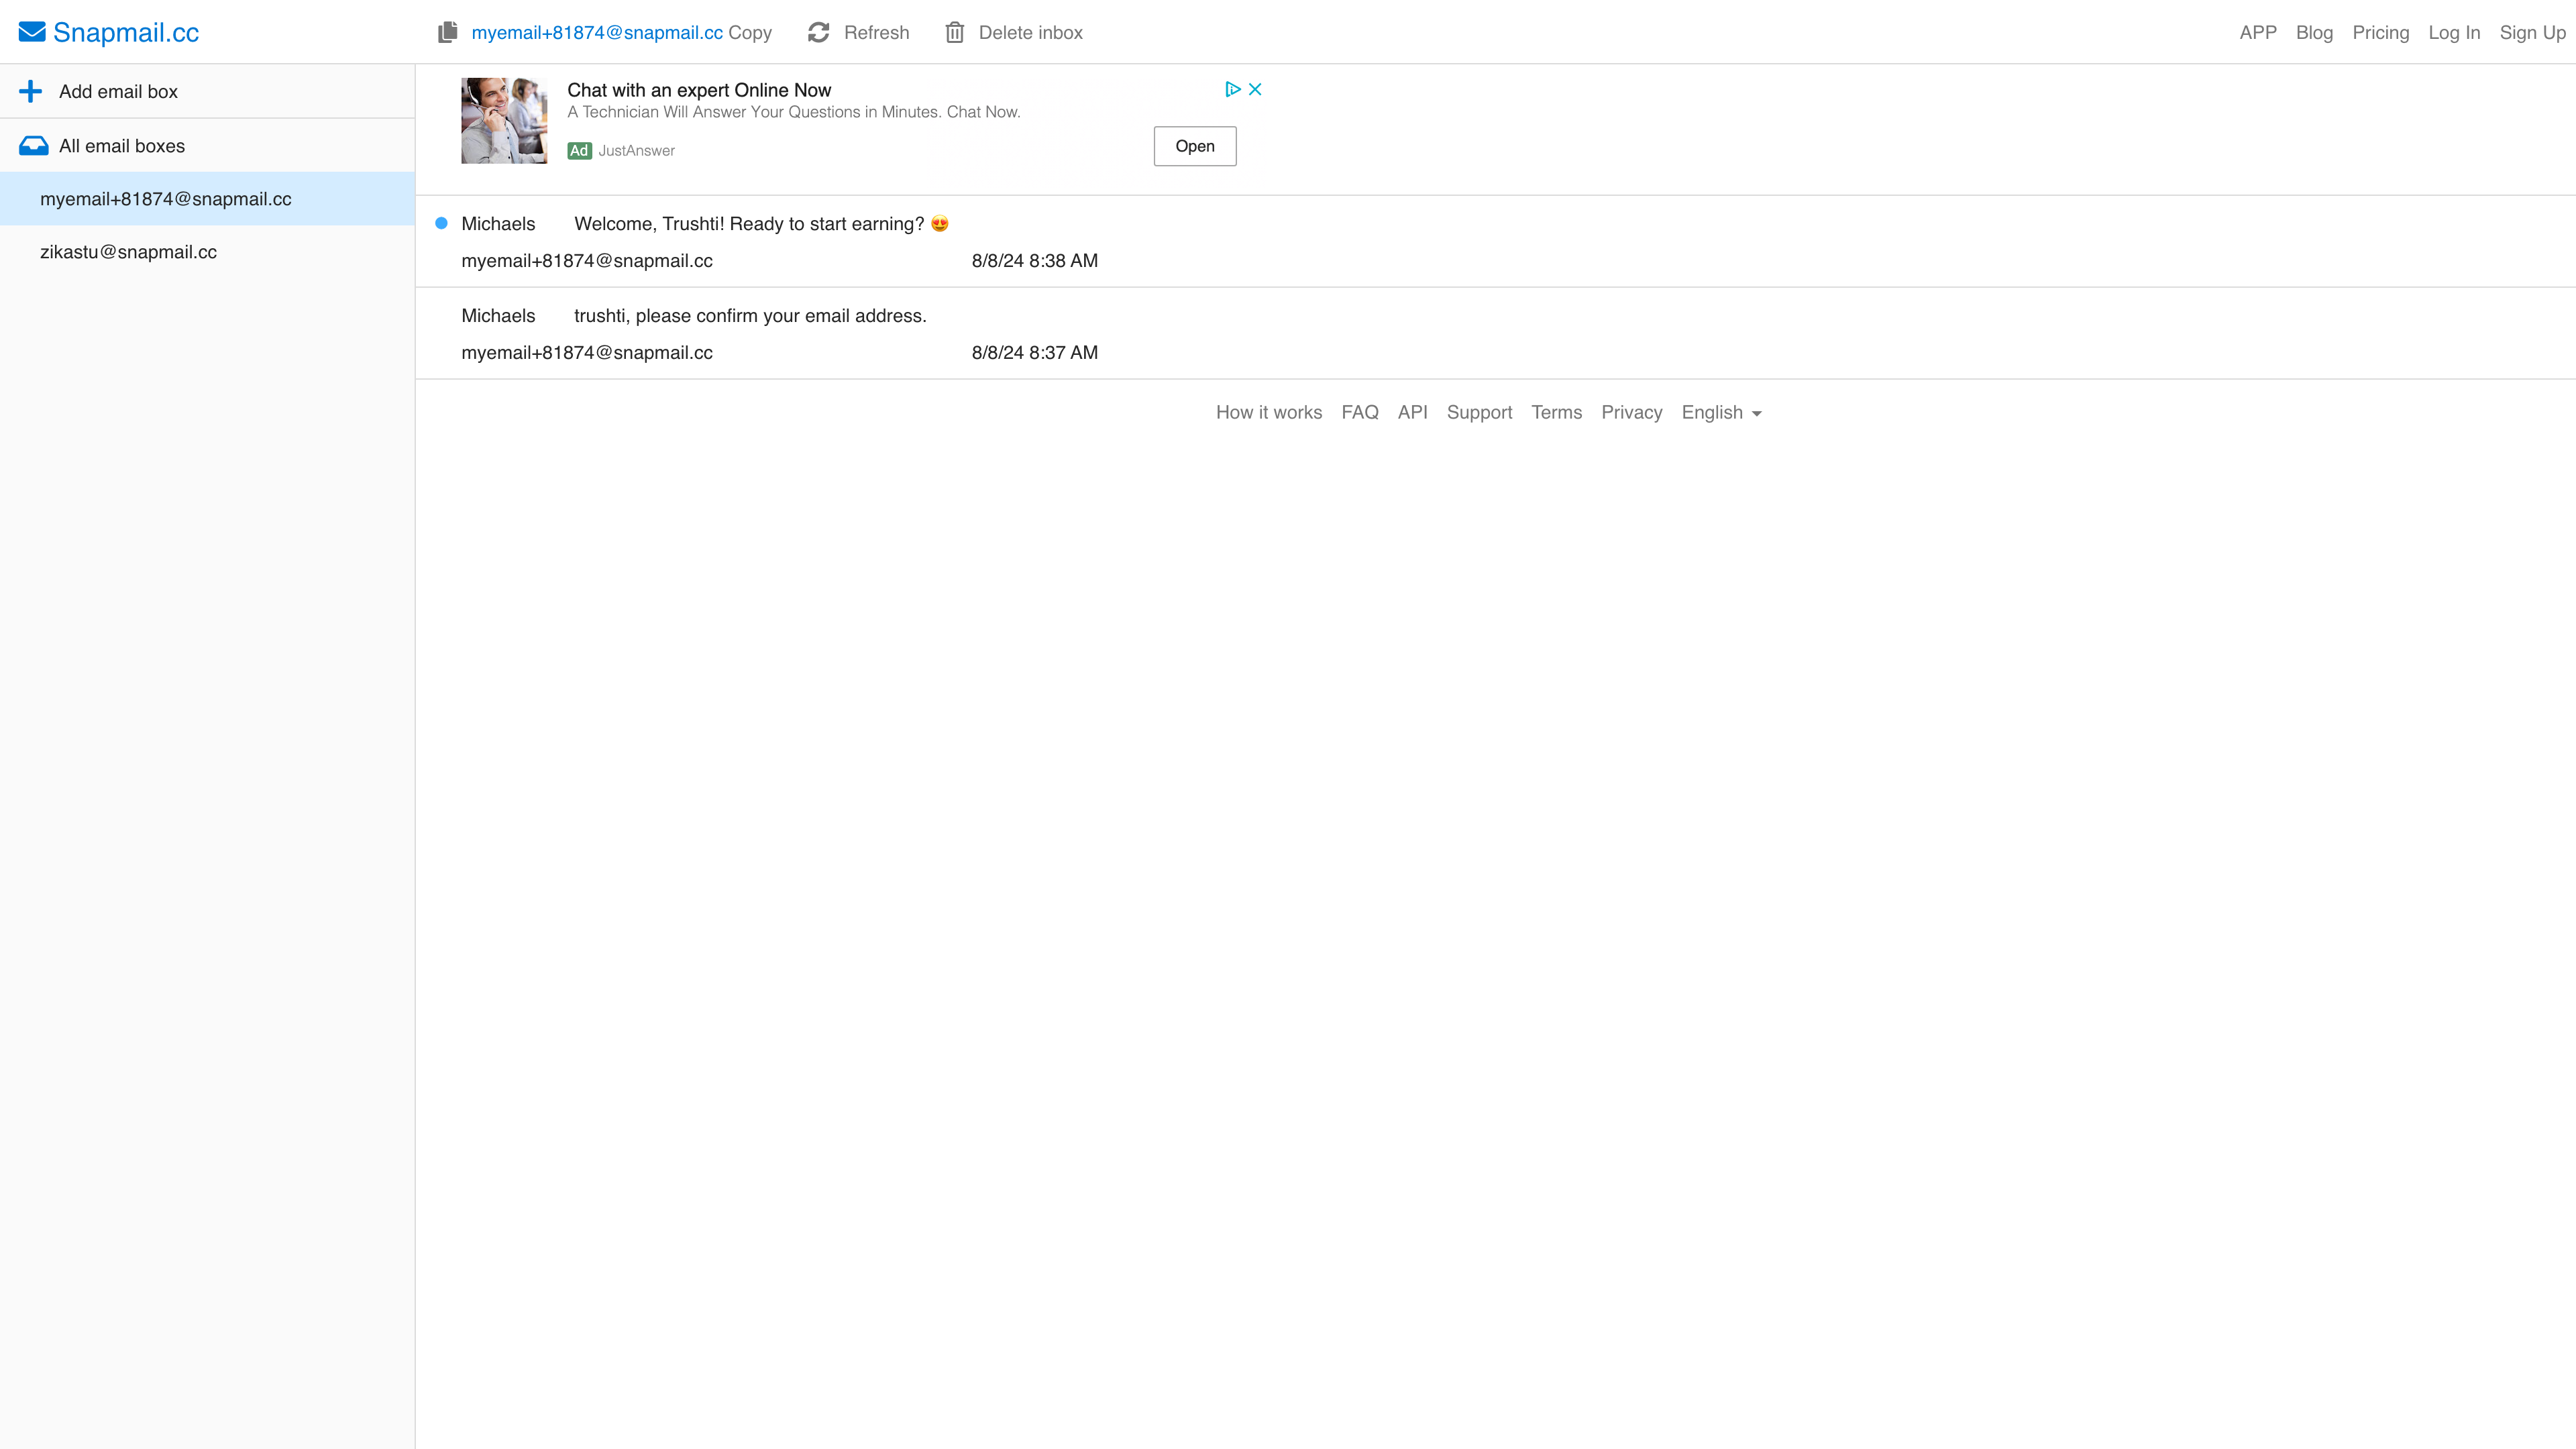 Snapmail.cc
myemail+81874@snapmail.cc Copy Refresh Delete inbox
APP Blog Pricing Log In Sign Up
Add email box
All email boxes
myemail+81874@snapmail.cc
zikastu@snapmail.cc
Chat with an expert Online Now
A Technician Will Answer Your Questions in Minutes. Chat Now.
Ad JustAnswer
Open
Michaels Welcome, Trushti! Ready to start earning? 😍
myemail+81874@snapmail.cc 8/8/24 8:38 AM
Michaels trushti, please confirm your email address.
myemail+81874@snapmail.cc 8/8/24 8:37 AM
How it works FAQ API Support Terms Privacy English